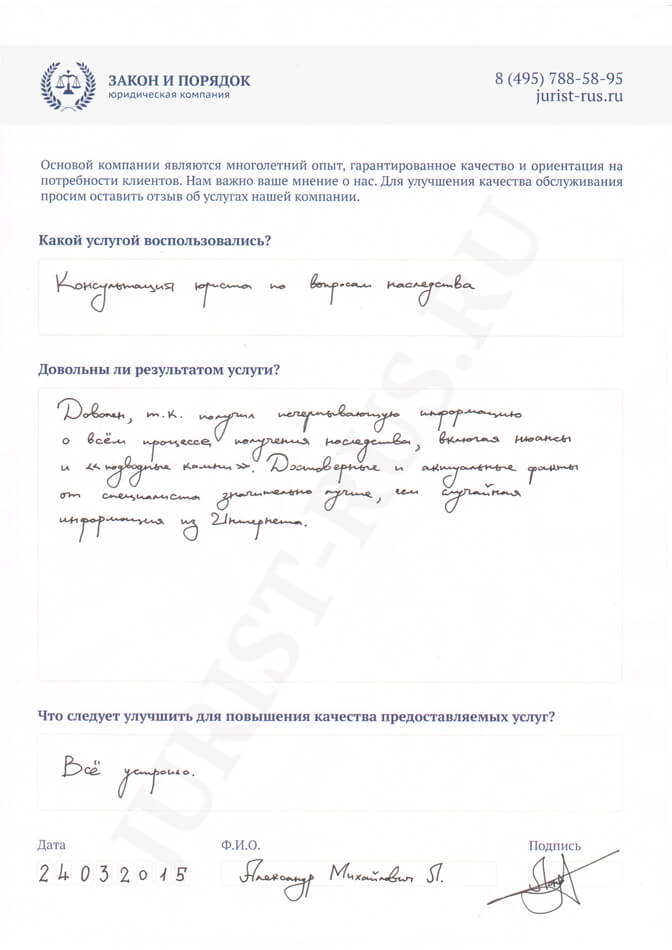 ЗАКОН И ПОРЯДОК
юридическая компания
8 (495) 788-58-95
jurist-rus.ru
Основой компании являются многолетний опыт, гарантированное качество и ориентация на
потребности клиентов. Нам важно ваше мнение о нас. Для улучшения качества обслуживания
просим оставить отзыв об услугах нашей компании.
Какой услугой воспользовались?
Консультация юриста по вопросам наследства
Довольны ли результатом услуги?
Доволен, т.к. получил исчерпывающую информацию
о всём процессе получения наследства, включая нюансы
и «подводные камни». Достоверные и актуальные факты
от специалиста значительно лучше, чем случайная
информация из Интернета.
Что следует улучшить для повышения качества предоставляемых услуг?
Всё устроило.
Дата Ф.И.О. Подпись
24032015 Александр Михайлович П.
JURIST-RUS.RU